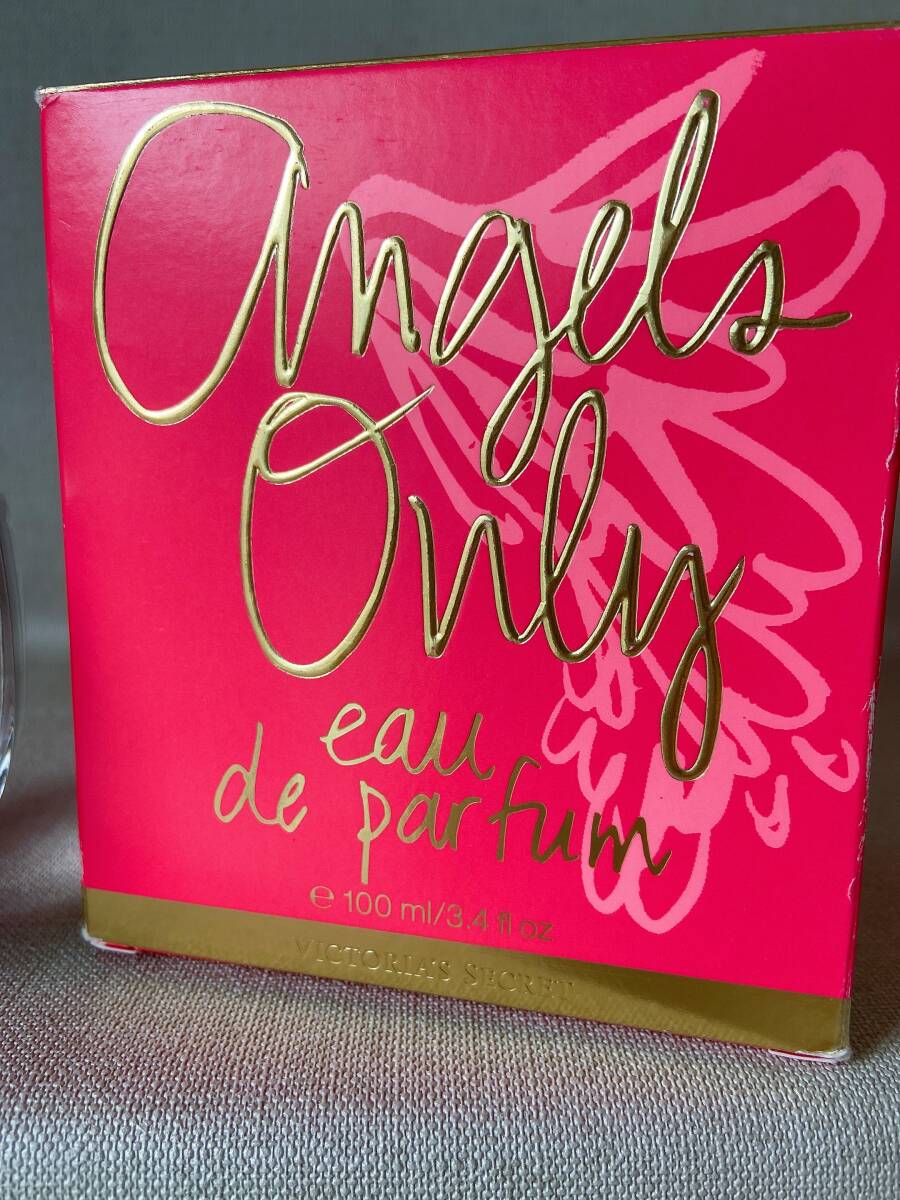 Angels
Only
eau
de parfum
℮ 100 ml/3.4 fl oz
VICTORIA'S SECRET